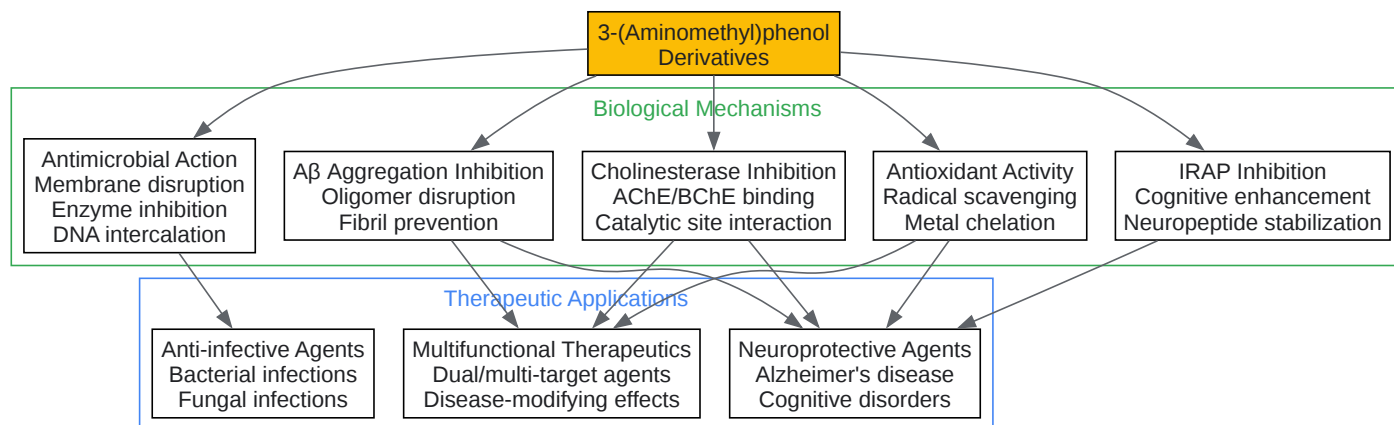 3-(Aminomethyl)phenol
Derivatives
Biological Mechanisms
Antimicrobial Action
Membrane disruption
Enzyme inhibition
DNA intercalation
Aβ Aggregation Inhibition
Oligomer disruption
Fibril prevention
Cholinesterase Inhibition
AChE/BChE binding
Catalytic site interaction
Antioxidant Activity
Radical scavenging
Metal chelation
IRAP Inhibition
Cognitive enhancement
Neuropeptide stabilization
Therapeutic Applications
Anti-infective Agents
Bacterial infections
Fungal infections
Multifunctional Therapeutics
Dual/multi-target agents
Disease-modifying effects
Neuroprotective Agents
Alzheimer's disease
Cognitive disorders